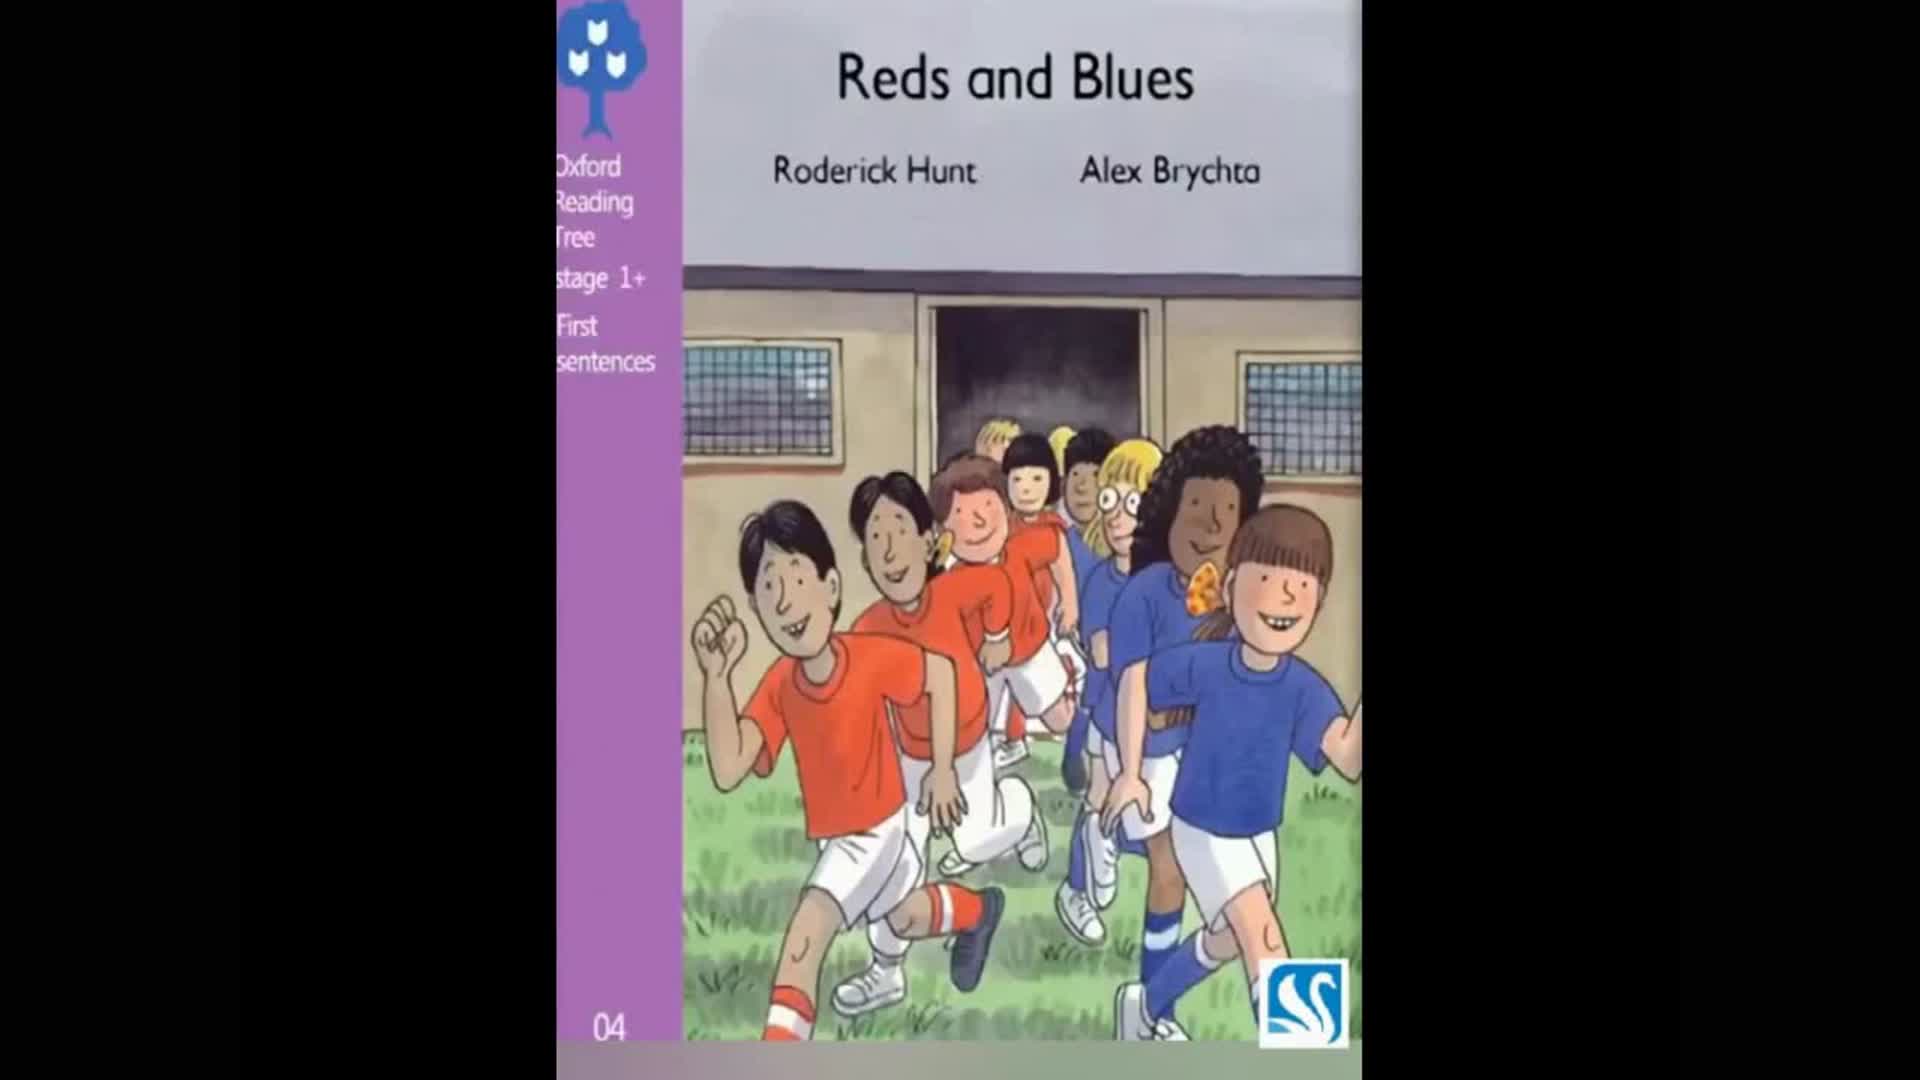 Reds and Blues
Roderick Hunt Alex Brychta
Oxford
Reading
Tree
stage 1+
First
sentences
04